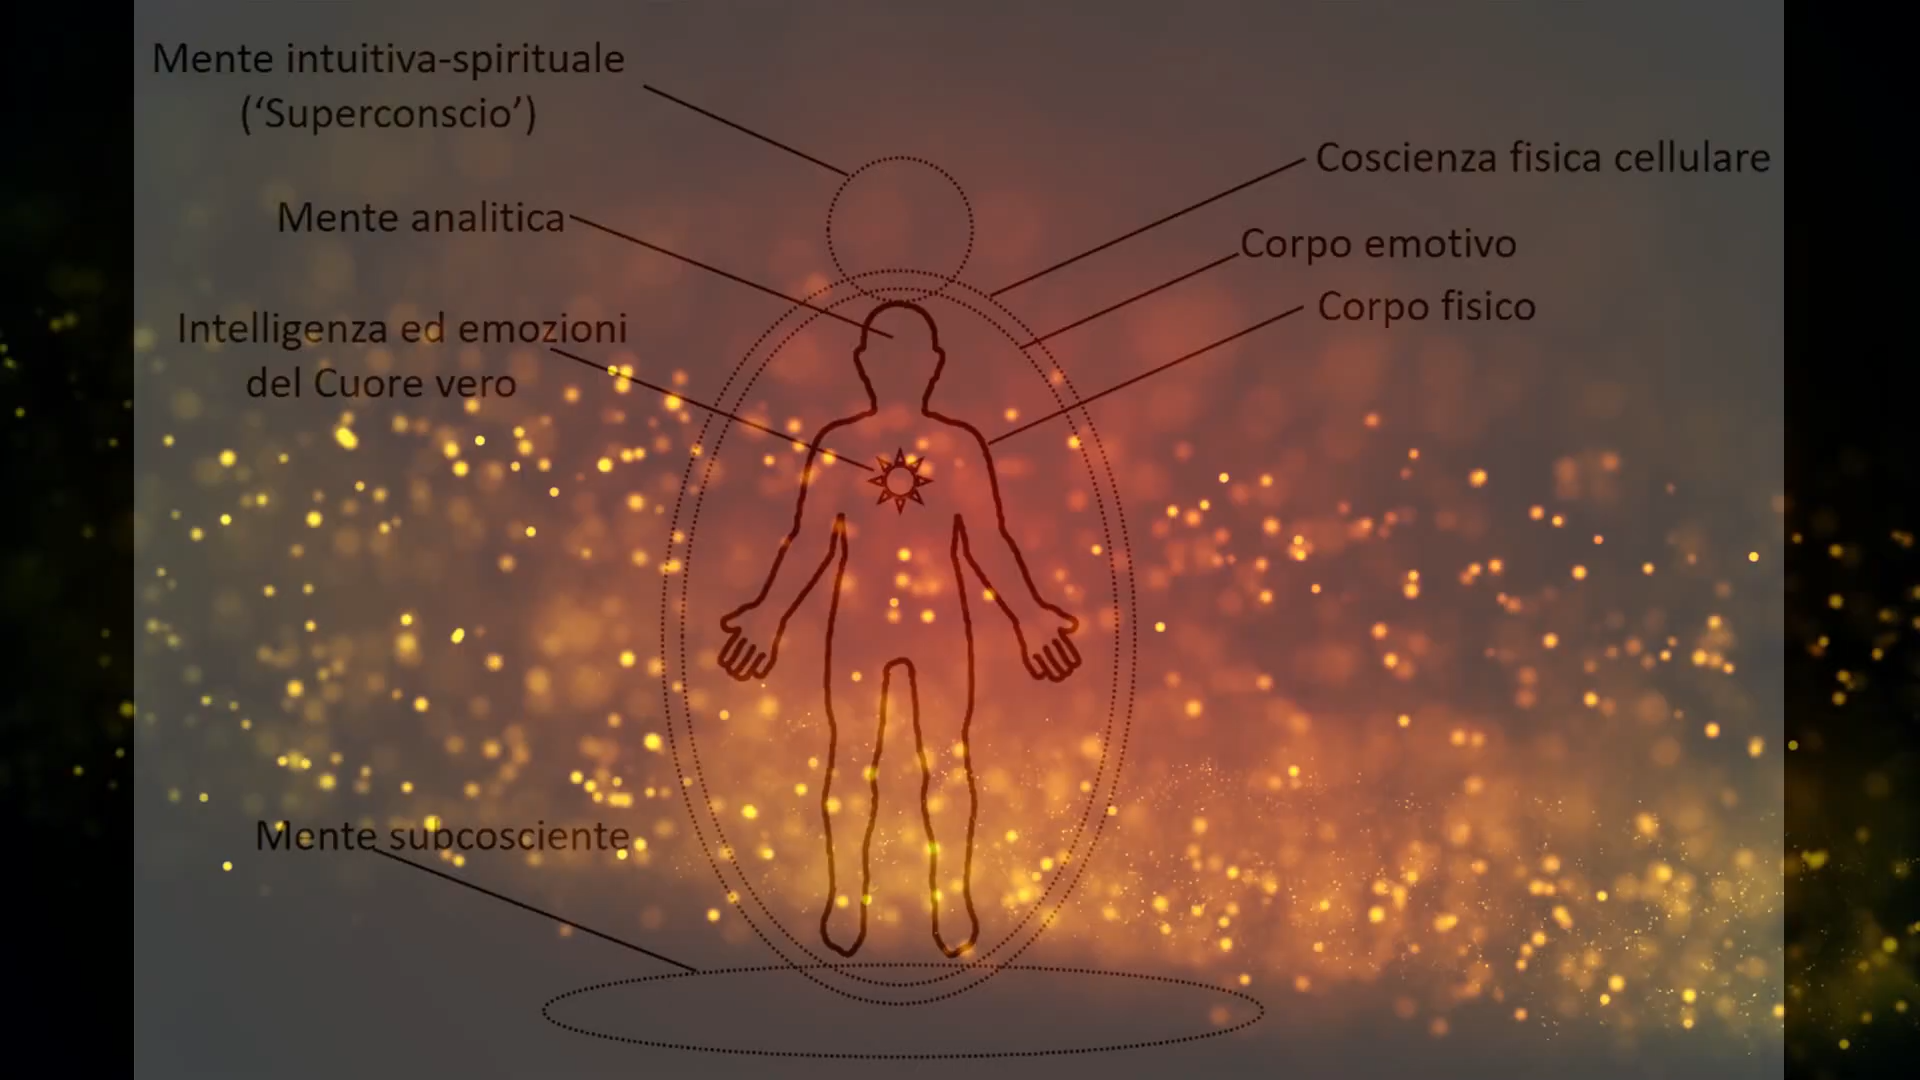 Mente intuitiva-spirituale
(‘Superconscio’)
Coscienza fisica cellulare
Mente analitica
Corpo emotivo
Corpo fisico
Intelligenza ed emozioni
del Cuore vero
Mente subcosciente